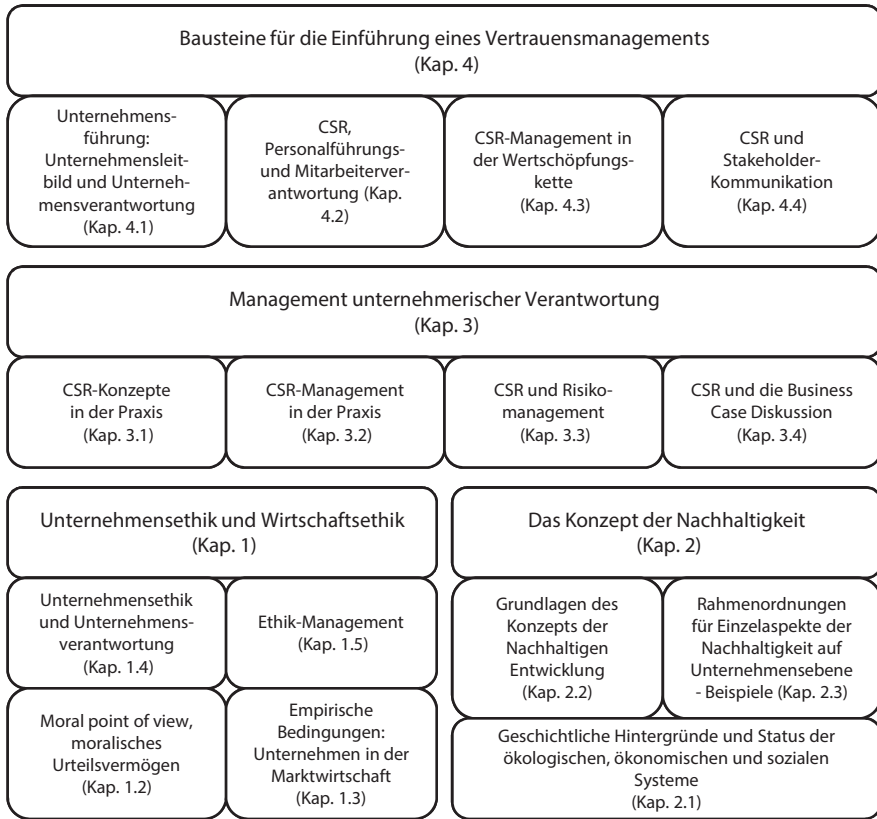 Bausteine für die Einführung eines Vertrauensmanagements
(Kap. 4)
Unternehmens-
führung:
Unternehmensleit-
bild und Unterneh-
mensverantwortung
(Kap. 4.1)
CSR,
Personalführungs-
und Mitarbeiterver-
antwortung (Kap.
4.2)
CSR-Management in
der Wertschöpfungs-
kette
(Kap. 4.3)
CSR und
Stakeholder-
Kommunikation
(Kap. 4.4)
Management unternehmerischer Verantwortung
(Kap. 3)
CSR-Konzepte
in der Praxis
(Kap. 3.1)
CSR-Management
in der Praxis
(Kap. 3.2)
CSR und Risiko-
management
(Kap. 3.3)
CSR und die Business
Case Diskussion
(Kap. 3.4)
Unternehmensethik und Wirtschaftsethik
(Kap. 1)
Unternehmensethik
und Unternehmens-
verantwortung
(Kap. 1.4)
Ethik-Management
(Kap. 1.5)
Moral point of view,
moralisches
Urteilsvermögen
(Kap. 1.2)
Empirische
Bedingungen:
Unternehmen in der
Marktwirtschaft
(Kap. 1.3)
Das Konzept der Nachhaltigkeit
(Kap. 2)
Grundlagen des
Konzepts der
Nachhaltigen
Entwicklung
(Kap. 2.2)
Rahmenordnungen
für Einzelaspekte der
Nachhaltigkeit auf
Unternehmensebene
- Beispiele (Kap. 2.3)
Geschichtliche Hintergründe und Status der
ökologischen, ökonomischen und sozialen
Systeme
(Kap. 2.1)